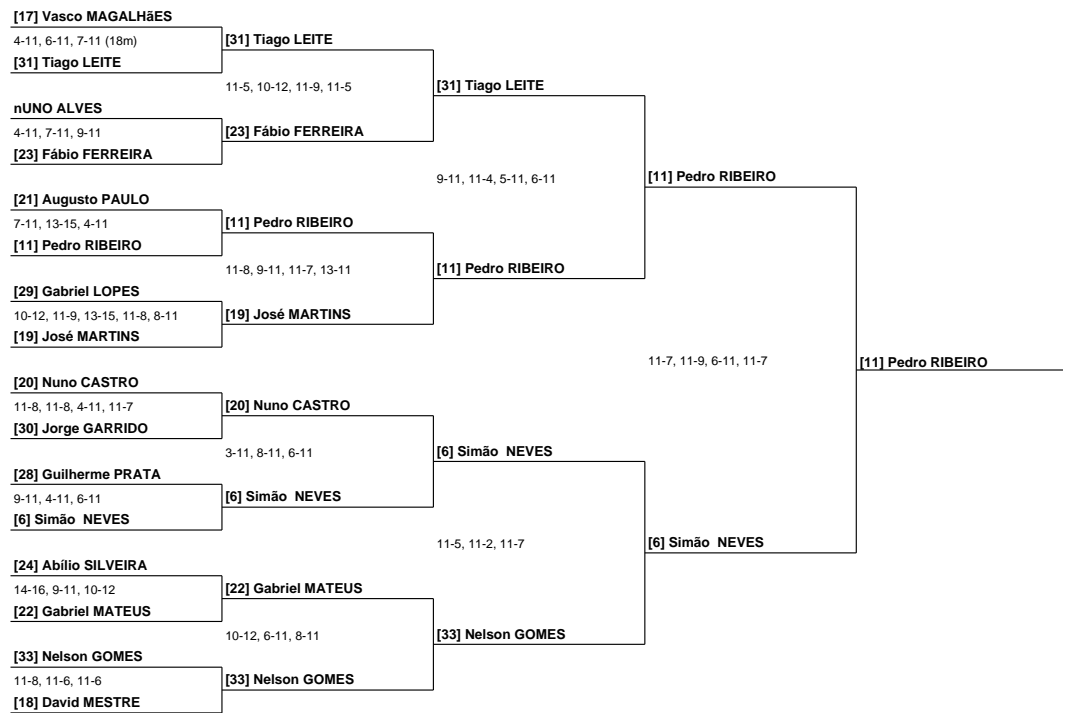 [17] Vasco MAGALHãES
4-11, 6-11, 7-11 (18m)
[31] Tiago LEITE
[31] Tiago LEITE
11-5, 10-12, 11-9, 11-5
[31] Tiago LEITE
nUNO ALVES
4-11, 7-11, 9-11
[23] Fábio FERREIRA
[23] Fábio FERREIRA
9-11, 11-4, 5-11, 6-11
[11] Pedro RIBEIRO
[21] Augusto PAULO
7-11, 13-15, 4-11
[11] Pedro RIBEIRO
[11] Pedro RIBEIRO
11-8, 9-11, 11-7, 13-11
[11] Pedro RIBEIRO
[29] Gabriel LOPES
10-12, 11-9, 13-15, 11-8, 8-11
[19] José MARTINS
[19] José MARTINS
11-7, 11-9, 6-11, 11-7
[11] Pedro RIBEIRO
[20] Nuno CASTRO
11-8, 11-8, 4-11, 11-7
[20] Nuno CASTRO
[30] Jorge GARRIDO
3-11, 8-11, 6-11
[6] Simão  NEVES
[28] Guilherme PRATA
9-11, 4-11, 6-11
[6] Simão  NEVES
[6] Simão  NEVES
11-5, 11-2, 11-7
[6] Simão  NEVES
[24] Abílio SILVEIRA
14-16, 9-11, 10-12
[22] Gabriel MATEUS
[22] Gabriel MATEUS
10-12, 6-11, 8-11
[33] Nelson GOMES
[33] Nelson GOMES
11-8, 11-6, 11-6
[33] Nelson GOMES
[18] David MESTRE